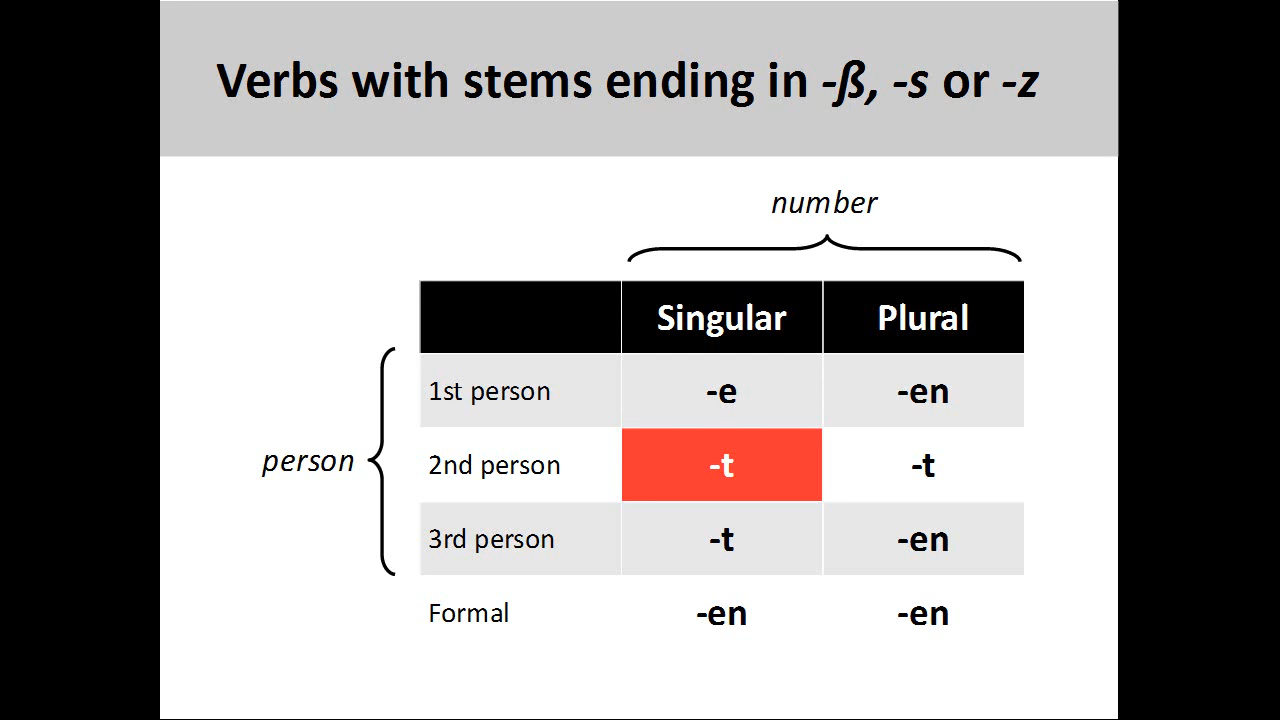 Verbs with stems ending in -ß, -s or -z
number
Singular Plural
1st person -e -en
person
2nd person -t -t
3rd person -t -en
Formal -en -en